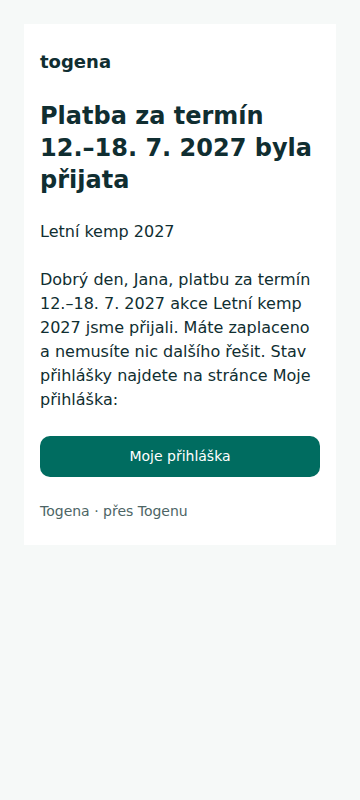 togena
Platba za termín
12.–18. 7. 2027 byla
přijata
Letní kemp 2027
Dobrý den, Jana, platbu za termín
12.–18. 7. 2027 akce Letní kemp
2027 jsme přijali. Máte zaplaceno
a nemusíte nic dalšího řešit. Stav
přihlášky najdete na stránce Moje
přihláška:
Moje přihláška
Togena · přes Togenu